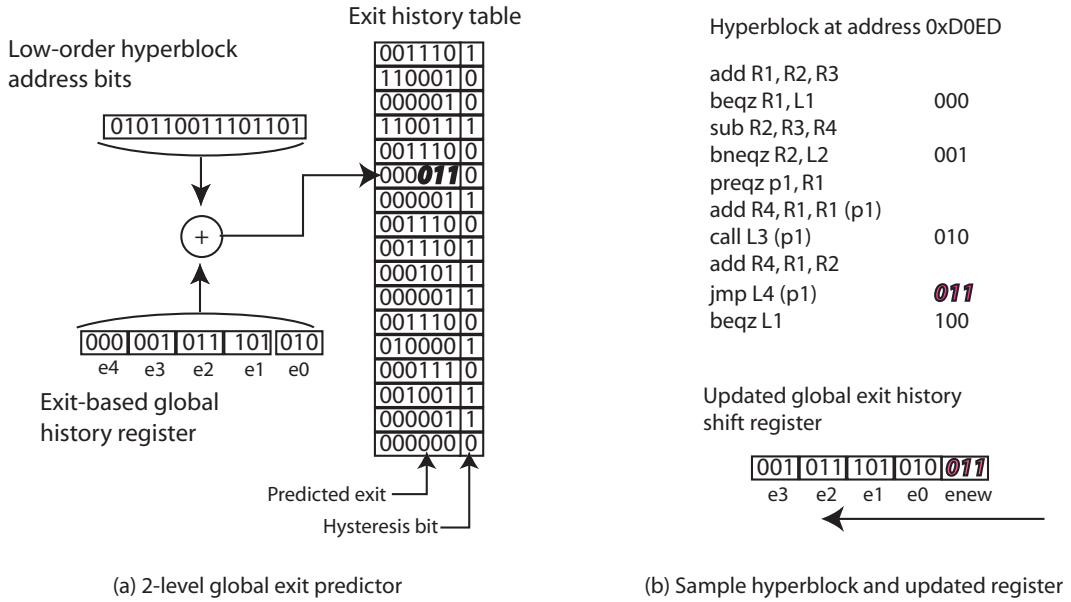 Exit history table
Low-order hyperblock
address bits
010110011101101
+
000 001 011 101 010
e4 e3 e2 e1 e0
Exit-based global
history register
001110 1
110001 0
000001 0
110011 1
001110 0
000011 0
000001 1
001110 0
001110 1
000101 1
000001 1
001110 0
010000 1
000111 0
001001 1
000001 1
000000 0
Predicted exit
Hysteresis bit
(a) 2-level global exit predictor
Hyperblock at address 0xD0ED
add R1, R2, R3
beqz R1, L1 000
sub R2, R3, R4
bneqz R2, L2 001
preqz p1, R1
add R4, R1, R1 (p1)
call L3 (p1) 010
add R4, R1, R2
jmp L4 (p1) 011
beqz L1 100
Updated global exit history
shift register
001 011 101 010 011
e3 e2 e1 e0 enew
(b) Sample hyperblock and updated register